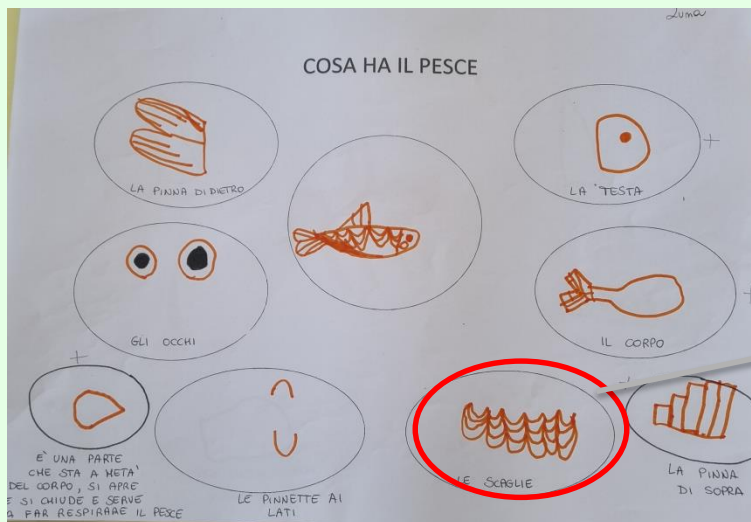 Luma
COSA HA IL PESCE
LA PINNA DI DIETRO
LA TESTA
GLI OCCHI
IL CORPO
E' UNA PARTE
CHE STA A META'
DEL CORPO, SI APRE
E SI CHIUDE E SERVE
a FAR RESPIRARE IL PESCE
LE PINNETTE AI
LATI
LE SCAGLIE
LA PINNA
DI SOPRA